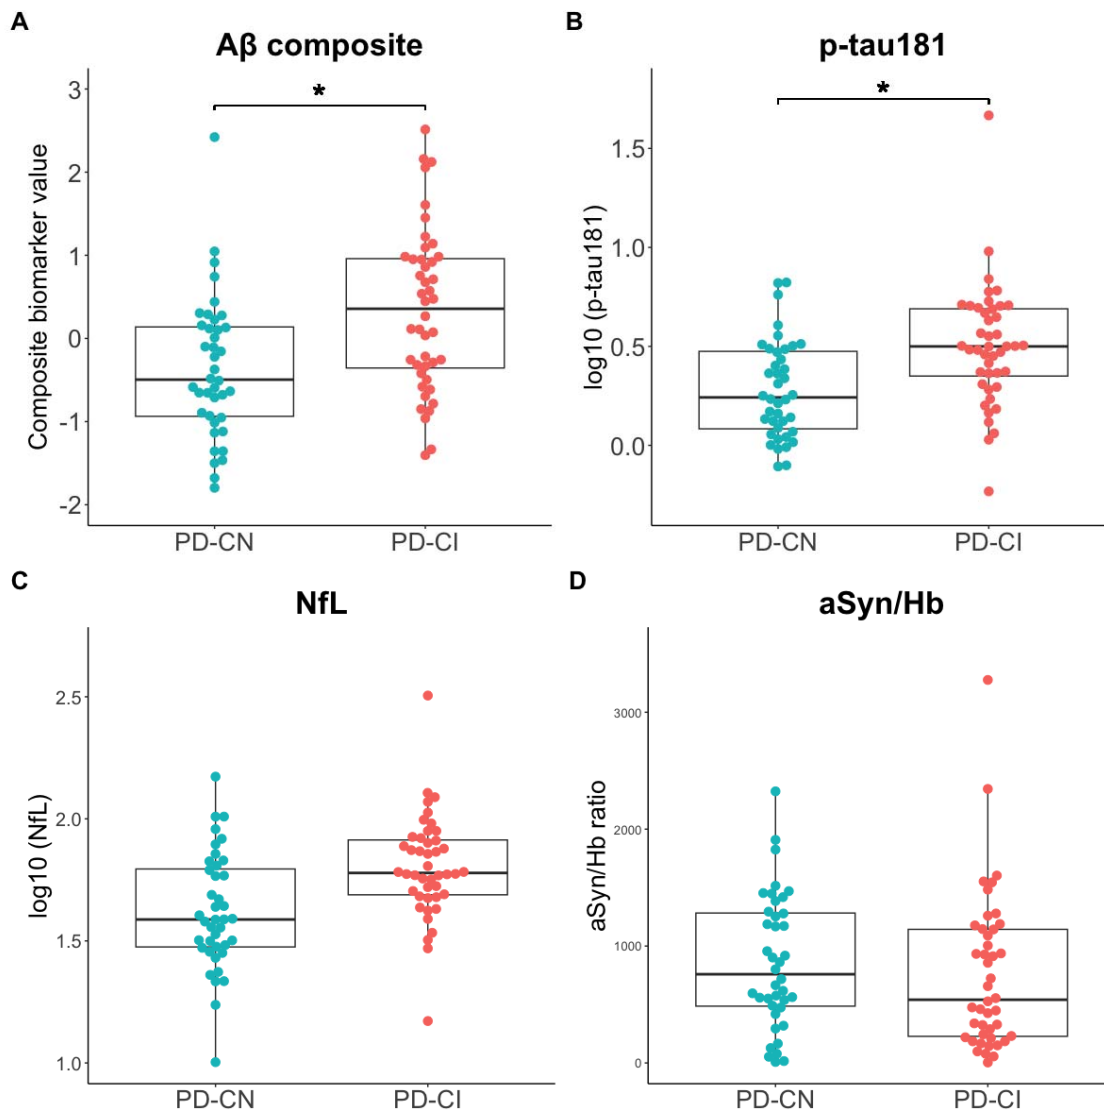 A
Aβ composite
*
Composite biomarker value
3
2
1
0
-1
-2
PD-CN PD-CI
B
p-tau181
*
log10 (p-tau181)
1.5
1.0
0.5
0.0
PD-CN PD-CI
C
NfL
log10 (NfL)
2.5
2.0
1.5
1.0
PD-CN PD-CI
D
aSyn/Hb
aSyn/Hb ratio
3000
2000
1000
0
PD-CN PD-CI